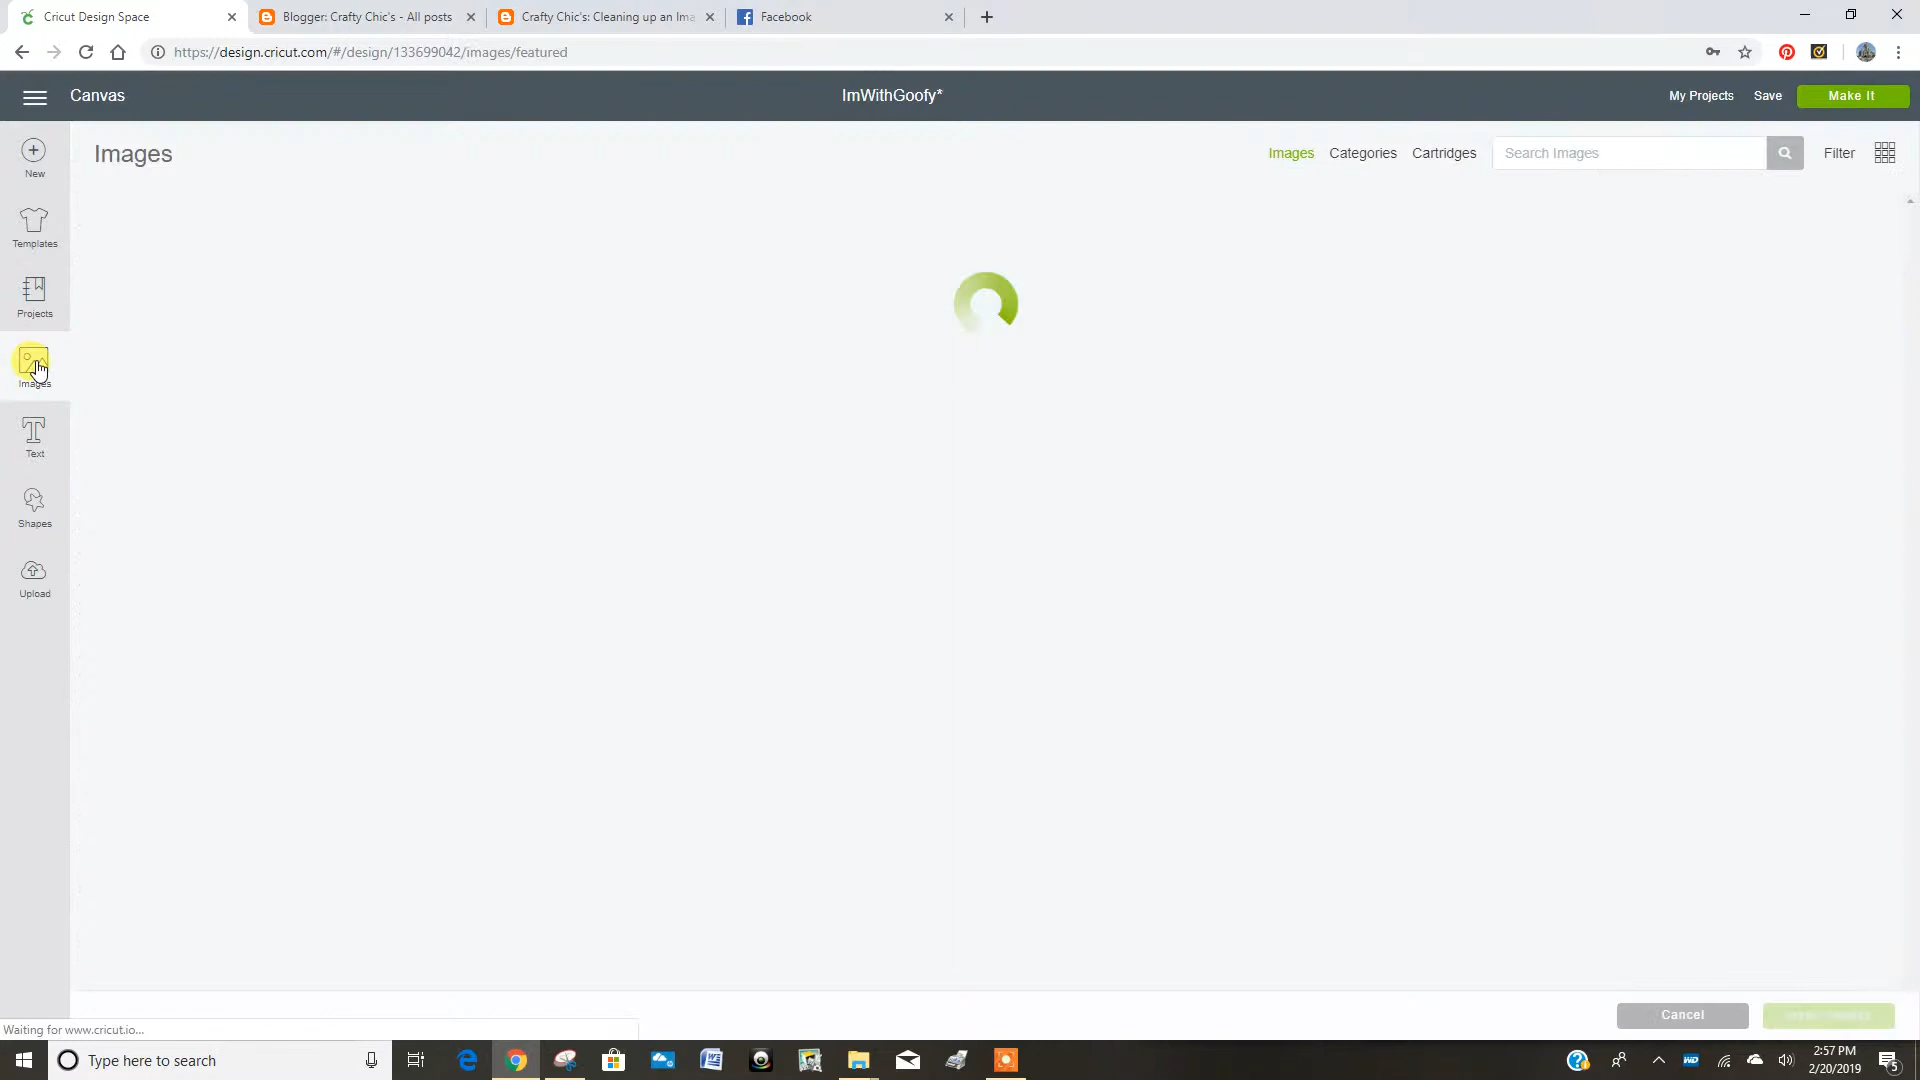 Cricut Design Space
Blogger: Crafty Chic's - All posts
Crafty Chic's: Cleaning up an Ima
Facebook
https://design.cricut.com/#/design/133699042/images/featured
Canvas
ImWithGoofy*
My Projects
Save
Make It
New
Images
Images
Categories
Cartridges
Search Images
Filter
Templates
Projects
Images
Text
Shapes
Upload
Cancel
Waiting for www.cricut.io...
Type here to search
2:57 PM
2/20/2019
5